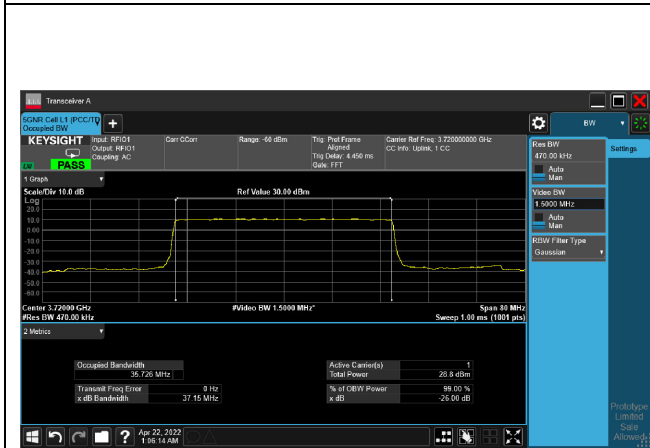 Transceiver A
5GNR Cell L1 (PCC/TD
Occupied BW
+
BW
KEYSIGHT
Input: RFIO1
Output: RFIO1
Coupling: AC
Corr CCorr
Range: -60 dBm
Trig: Prot Frame
Aligned
Trig Delay: 4.450 ms
Gate: FFT
Carrier Ref Freq: 3.720000000 GHz
CC Info: Uplink, 1 CC
PASS
Res BW
470.00 kHz
Auto
Man
Settings
Video BW
1.5000 MHz
Auto
Man
RBW Filter Type
Gaussian
1 Graph
Scale/Div 10.0 dB
Ref Value 30.00 dBm
Log
20.0
10.0
0.00
-10.0
-20.0
-30.0
-40.0
-50.0
-60.0
Center 3.72000 GHz
#Video BW 1.5000 MHz*
Span 80 MHz
#Res BW 470.00 kHz
Sweep 1.00 ms (1001 pts)
2 Metrics
Occupied Bandwidth
35.726 MHz
Active Carrier(s) 1
Total Power 28.8 dBm
Transmit Freq Error 0 Hz
x dB Bandwidth 37.15 MHz
% of OBW Power 99.00 %
x dB -26.00 dB
Prototype
Limited
Sale
Allowed
?
Apr 22, 2022
1:06:14 AM